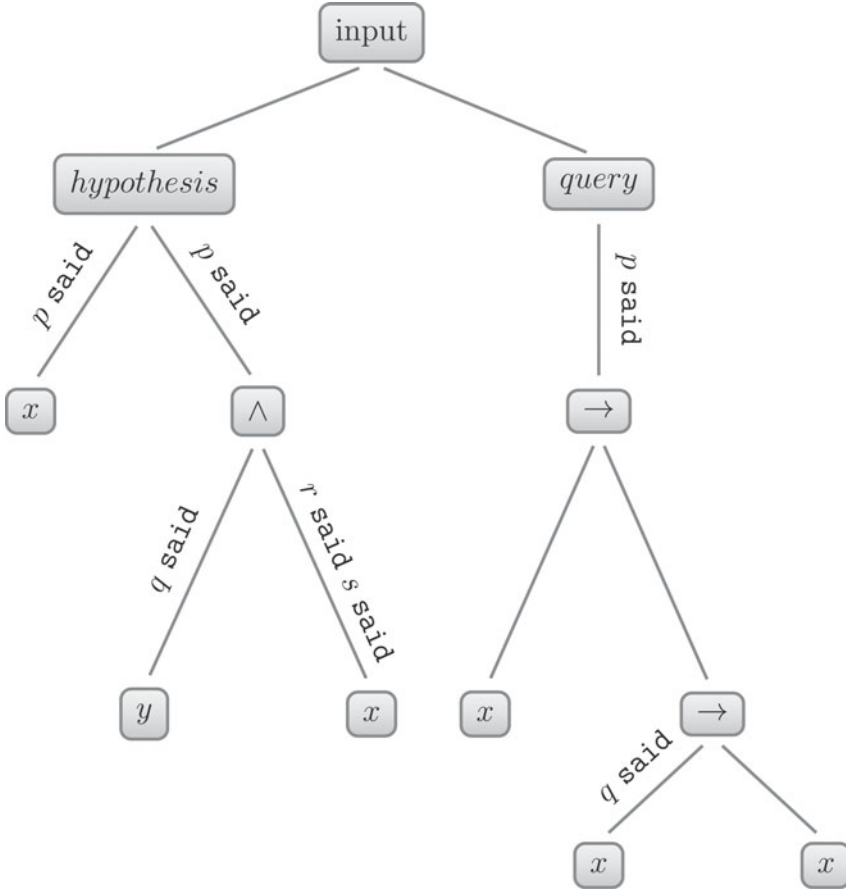 input
hypothesis
query
p said
p said
p said
x
∧
→
q said
r said s said
y
x
x
→
q said
x
x